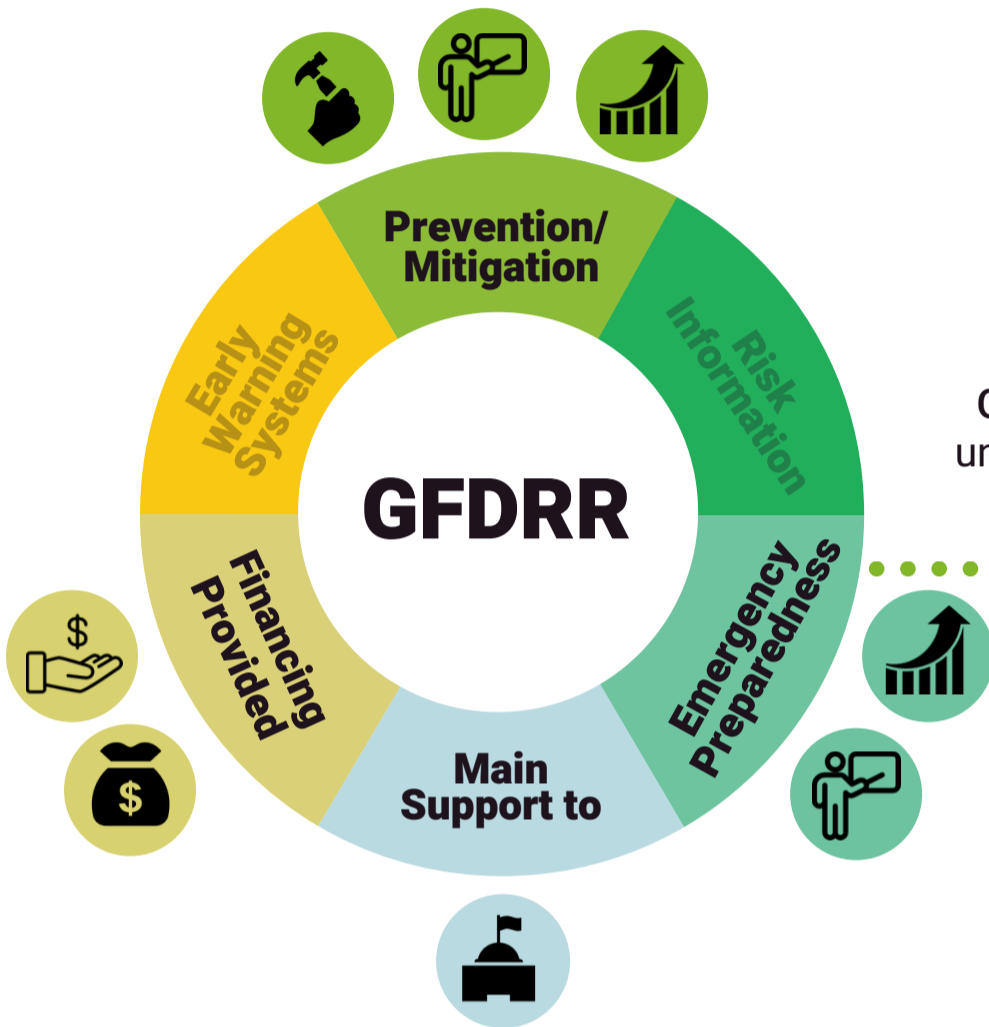 Prevention/
Mitigation
Early
Warning
Systems
Risk
Information
GFDRR
Financing
Provided
Emergency
Preparedness
Main
Support to
$
$